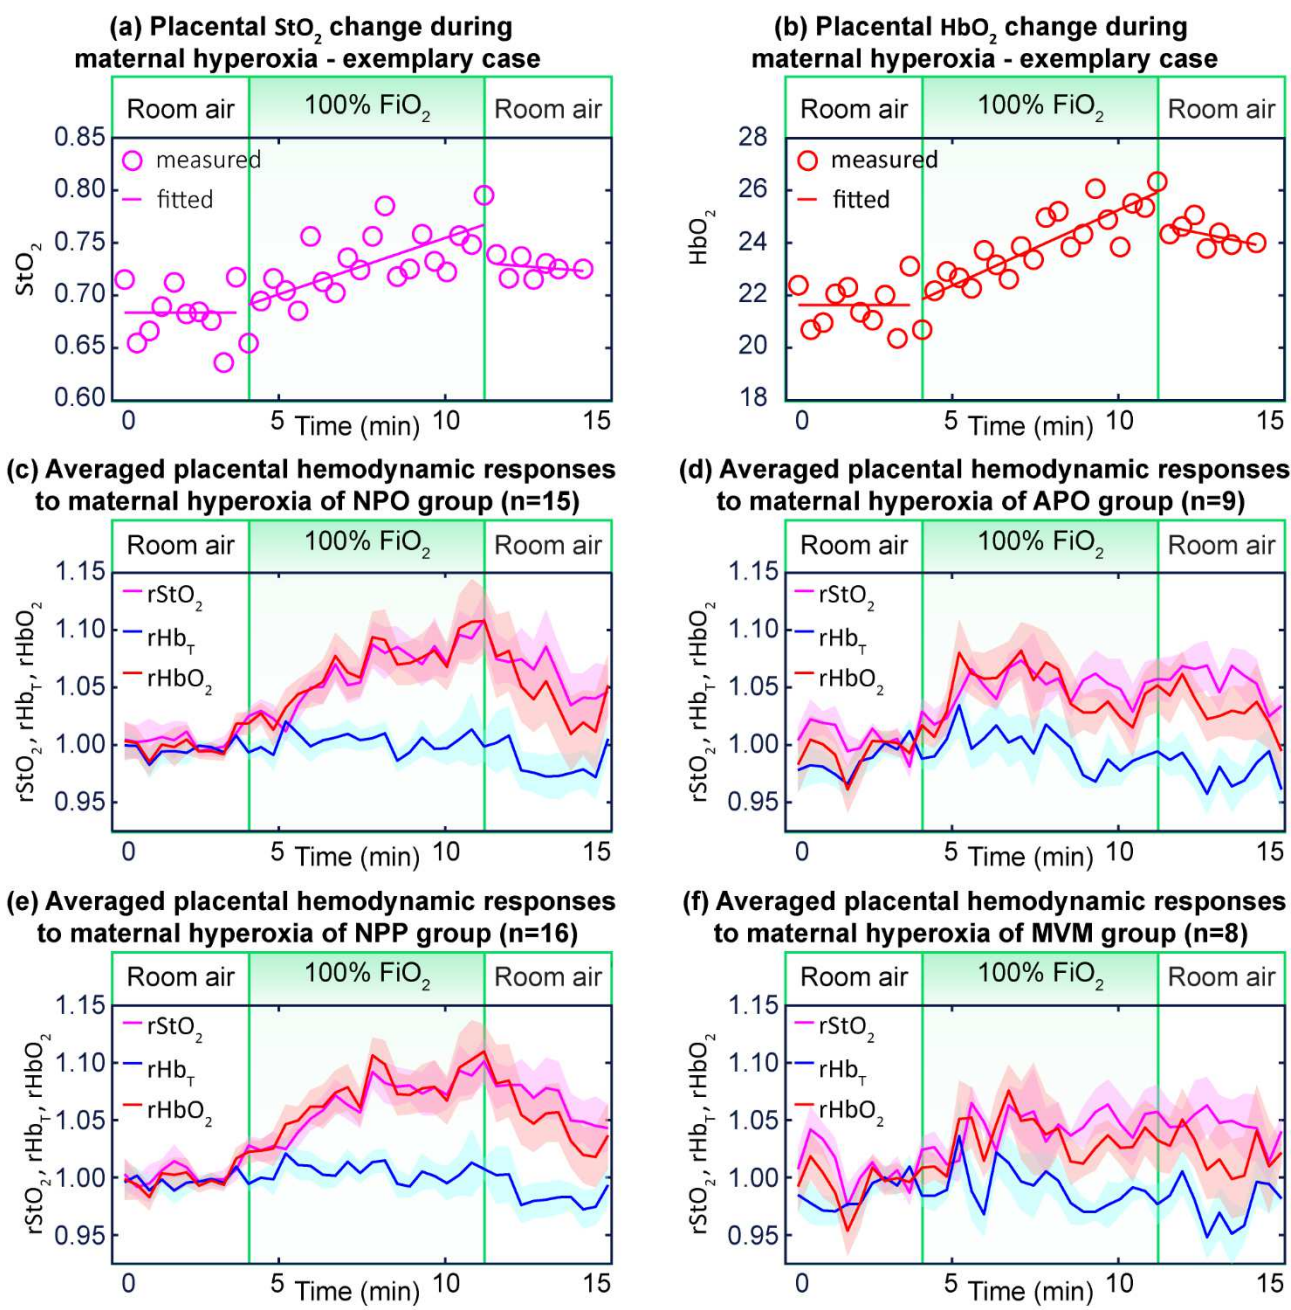 (a) Placental StO₂ change during
maternal hyperoxia - exemplary case
Room air
100% FiO₂
Room air
0.85
0.80
0.75
0.70
0.65
0.60
StO₂
measured
fitted
0
5
10
15
Time (min)
(b) Placental HbO₂ change during
maternal hyperoxia - exemplary case
Room air
100% FiO₂
Room air
28
26
24
22
20
18
HbO₂
measured
fitted
0
5
10
15
Time (min)
(c) Averaged placental hemodynamic responses
to maternal hyperoxia of NPO group (n=15)
Room air
100% FiO₂
Room air
1.15
1.10
1.05
1.00
0.95
rStO₂, rHb_T, rHbO₂
rStO₂
rHb_T
rHbO₂
0
5
10
15
Time (min)
(d) Averaged placental hemodynamic responses
to maternal hyperoxia of APO group (n=9)
Room air
100% FiO₂
Room air
1.15
1.10
1.05
1.00
0.95
rStO₂, rHb_T, rHbO₂
rStO₂
rHb_T
rHbO₂
0
5
10
15
Time (min)
(e) Averaged placental hemodynamic responses
to maternal hyperoxia of NPP group (n=16)
Room air
100% FiO₂
Room air
1.15
1.10
1.05
1.00
0.95
rStO₂, rHb_T, rHbO₂
rStO₂
rHb_T
rHbO₂
0
5
10
15
Time (min)
(f) Averaged placental hemodynamic responses
to maternal hyperoxia of MVM group (n=8)
Room air
100% FiO₂
Room air
1.15
1.10
1.05
1.00
0.95
rStO₂, rHb_T, rHbO₂
rStO₂
rHb_T
rHbO₂
0
5
10
15
Time (min)